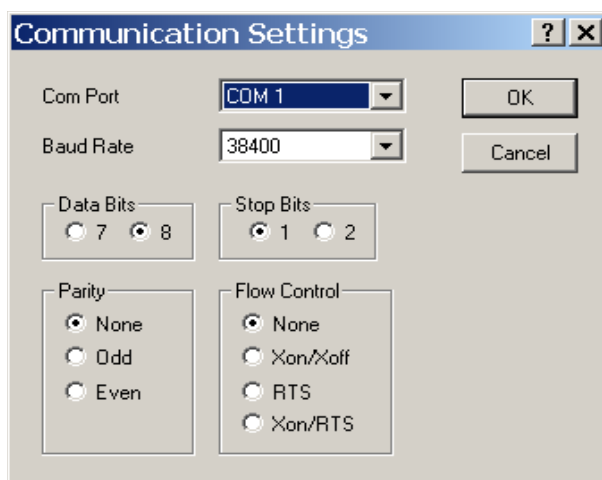 Communication Settings ? X
Com Port COM 1 OK
Baud Rate 38400 Cancel
Data Bits Stop Bits
7 8 1 2
Parity Flow Control
None None
Odd Xon/Xoff
Even RTS
Xon/RTS